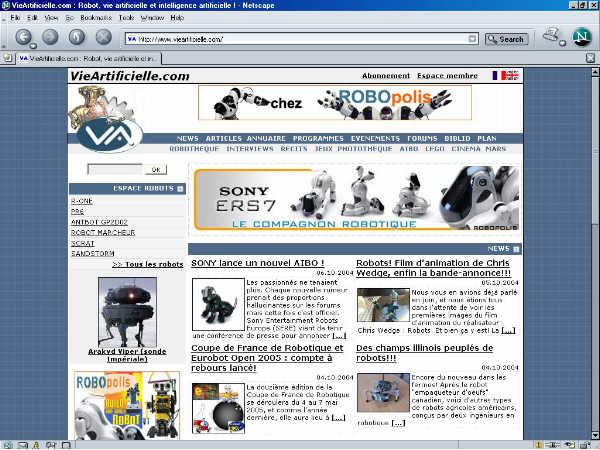 VieArtificielle.com : Robot, vie artificielle et intelligence artificielle ! - Netscape
File Edit View Go Bookmarks Tools Window Help
http://www.vieartificielle.com/
Search
N
VieArtificielle.com : Robot, vie artificielle et in...
VieArtificielle.com
Abonnement Espace membre
chez ROBOpolis
VA
NEWS ARTICLES ANNUAIRE PROGRAMMES EVENEMENTS FORUMS BIBLIO PLAN
ROBOTHEQUE INTERVIEWS RECITS JEUX PHOTOTHEQUE AIBO LEGO CINEMA MARS
OK
SONY
ERS7
LE COMPAGNON ROBOTIQUE
ROBOPOLIS
ESPACE ROBOTS
R-ONE
PR6
ANTBOT GP2D02
ROBOT MARCHEUR
SCRAT
SANDSTORM
>> Tous les robots
Arakyd Viper (sonde
Impériale)
ROBOpolis
BUILD
YOUR OWN
ROBOT
NEWS
SONY lance un nouvel AIBO !
06.10.2004
Les passionnés ne tenaient
plus. Chaque nouvelle rumeur
prenait des proportions
hallucinantes sur les forums
mais cette fois c'est officiel.
Sony Entertainment Robots
Europe (SERE) vient de tenir
une conférence de presse pour annoncer [...]
Robots! Film d'animation de Chris
Wedge, enfin la bande-annonce!!!
05.10.2004
Nous vous en avions déjà parlé
en juin, et nous étions tous
dans l'attente de voir les
premières images du film
d'animation du réalisateur
Chris Wedge : Robots. Et bien ça y est! La [...]
Coupe de France de Robotique et
Eurobot Open 2005 : compte à
rebours lancé!
04.10.2004
La douzième édition de la
Coupe de France de Robotique
se déroulera du 4 au 7 mai
2005, et comme l'année
dernière, elle aura lieu à [...]
Des champs illinois peuplés de
robots!!!
04.10.2004
Encore du nouveau dans les
fermes! Après le robot
"empaqueteur d'oeufs"
canadien, voici d'autres types
de robots agricoles américains,
conçus par deux ingénieurs en
robotique [...]